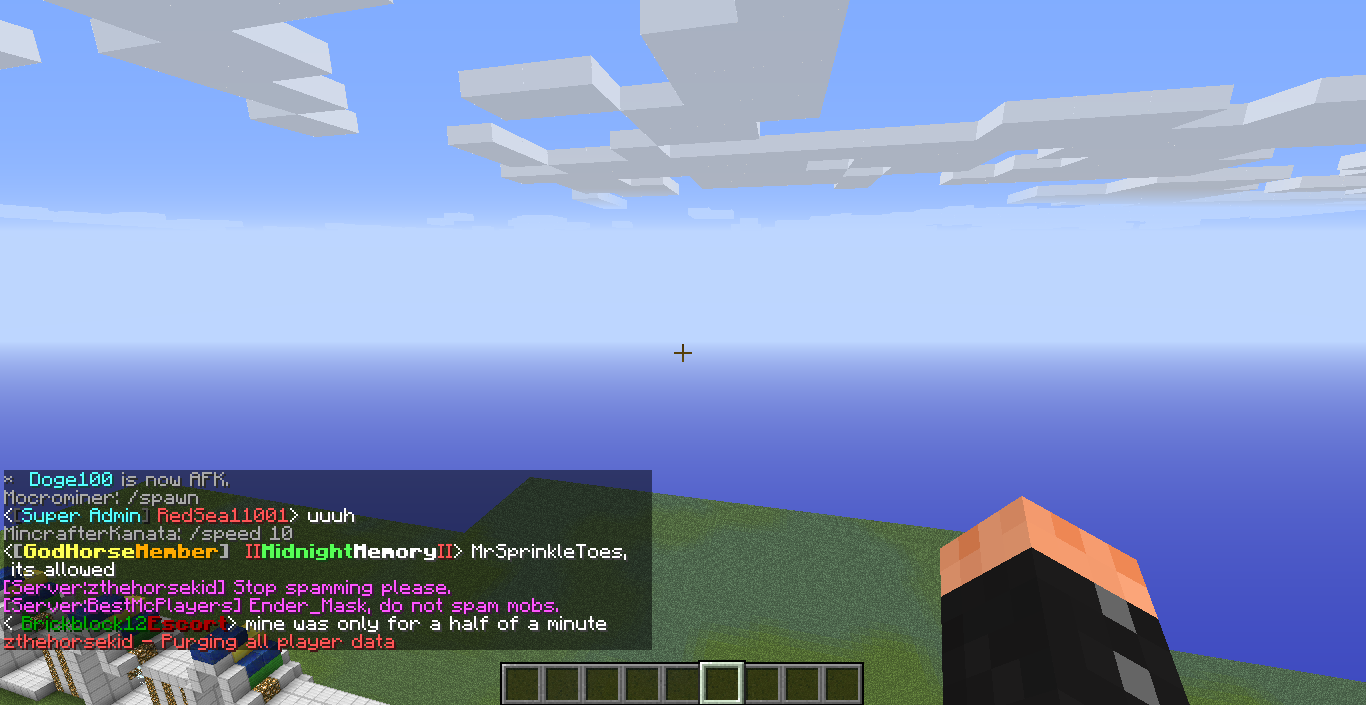 * Doge100 is now AFK.
Mocrominer: /spawn
<[Super Admin] RedSea11001> uuuh
MincrafterKanata: /speed 10
<[GodHorseMember] IIMidnightMemoryII> MrSprinkleToes,
its allowed
[Server:zthehorsekid] Stop spamming please.
[Server:BestMcPlayers] Ender_Mask, do not spam mobs.
< Brickblock12Escort> mine was only for a half of a minute
zthehorsekid - Purging all player data